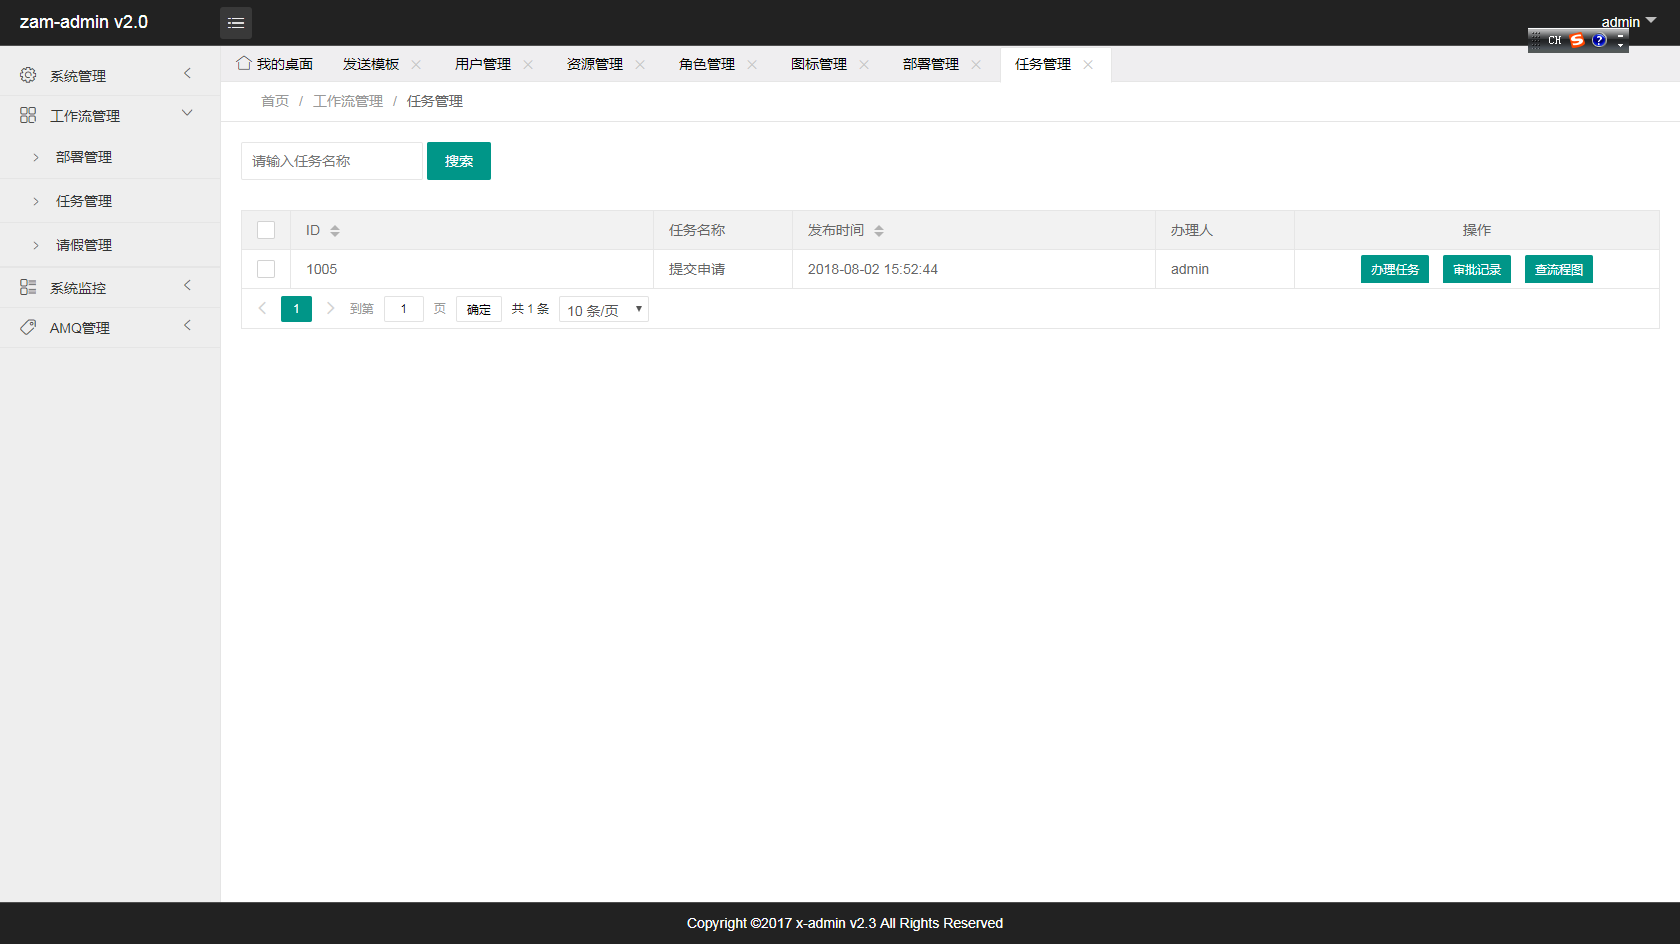 zam-admin v2.0
admin
CH
系统管理
工作流管理
部署管理
任务管理
请假管理
系统监控
AMQ管理
我的桌面 发送模板 用户管理 资源管理 角色管理 图标管理 部署管理 任务管理
首页 / 工作流管理 / 任务管理
请输入任务名称 搜索
ID 任务名称 发布时间 办理人 操作
1005 提交申请 2018-08-02 15:52:44 admin 办理任务 审批记录 查流程图
1 到第 1 页 确定 共 1 条 10 条/页
Copyright ©2017 x-admin v2.3 All Rights Reserved